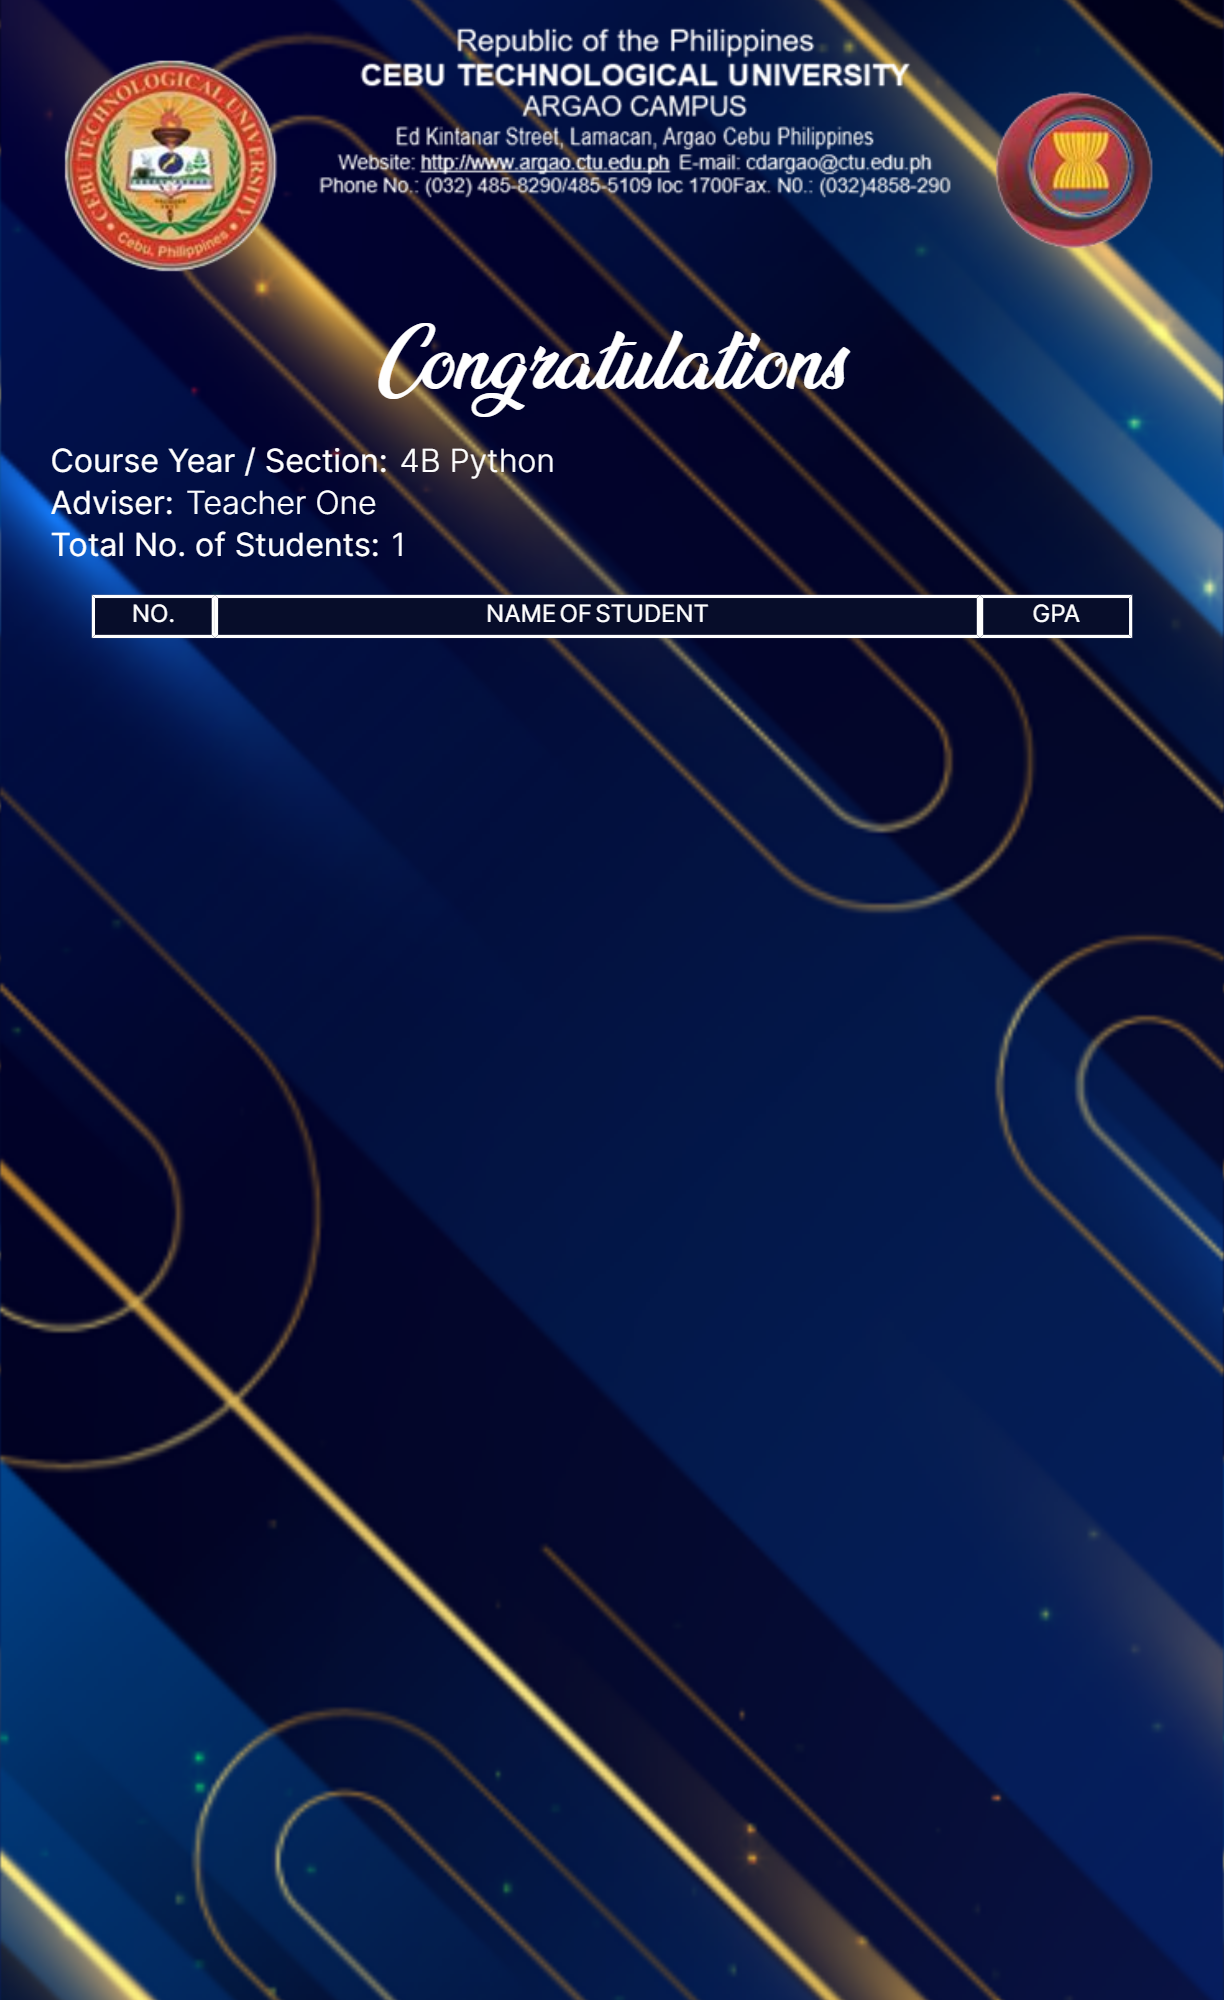 Republic of the Philippines
CEBU TECHNOLOGICAL UNIVERSITY
ARGAO CAMPUS
Ed Kintanar Street, Lamacan, Argao Cebu Philippines
Website: http://www.argao.ctu.edu.ph E-mail: cdargao@ctu.edu.ph
Phone No.: (032) 485-8290/485-5109 loc 1700Fax. N0.: (032)4858-290
CEBU TECHNOLOGICAL UNIVERSITY
Cebu, Philippines
Congratulations
Course Year / Section: 4B Python
Adviser: Teacher One
Total No. of Students: 1
NO. NAME OF STUDENT GPA